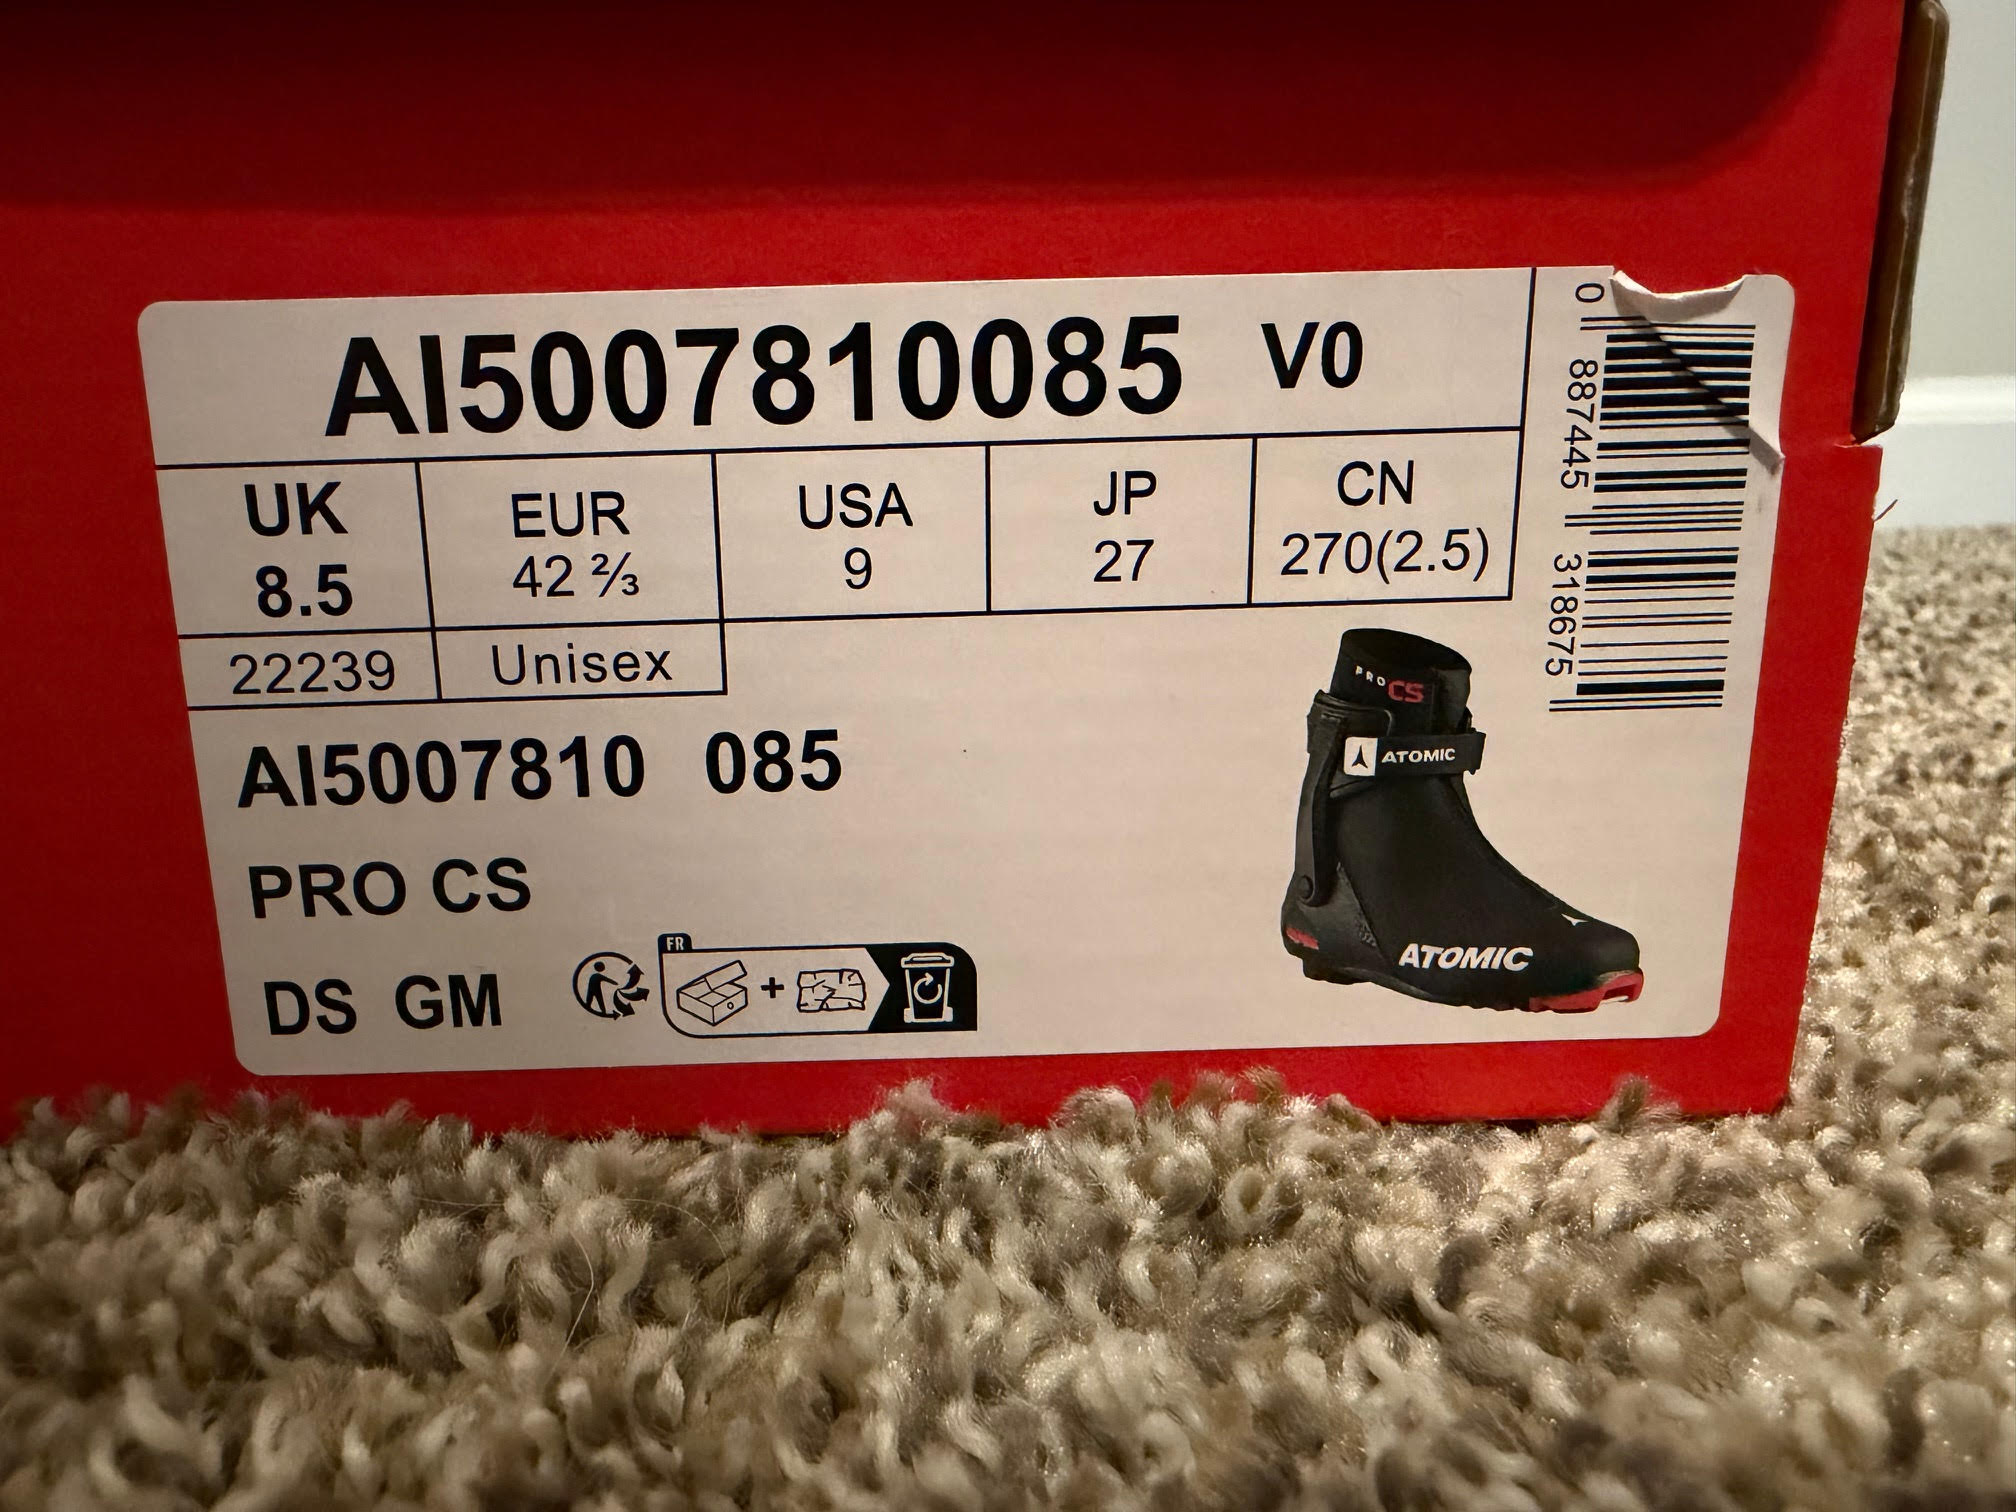 AI5007810085 V0
UK EUR USA JP CN
8.5 42 ⅔ 9 27 270(2.5)
22239 Unisex
AI5007810 085
PRO CS
DS GM
FR
0 887445 318675
PRO CS
ATOMIC
ATOMIC